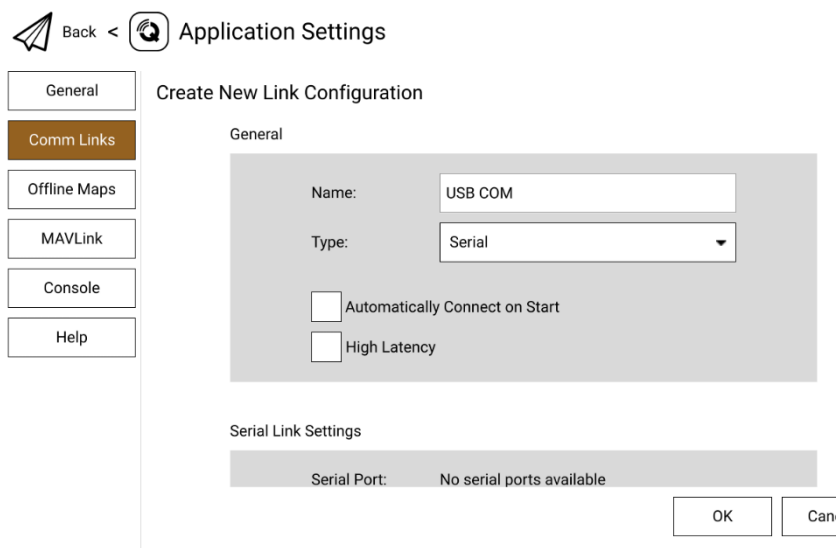 Back < Application Settings
General
Comm Links
Offline Maps
MAVLink
Console
Help
Create New Link Configuration
General
Name: USB COM
Type: Serial
Automatically Connect on Start
High Latency
Serial Link Settings
Serial Port: No serial ports available
OK